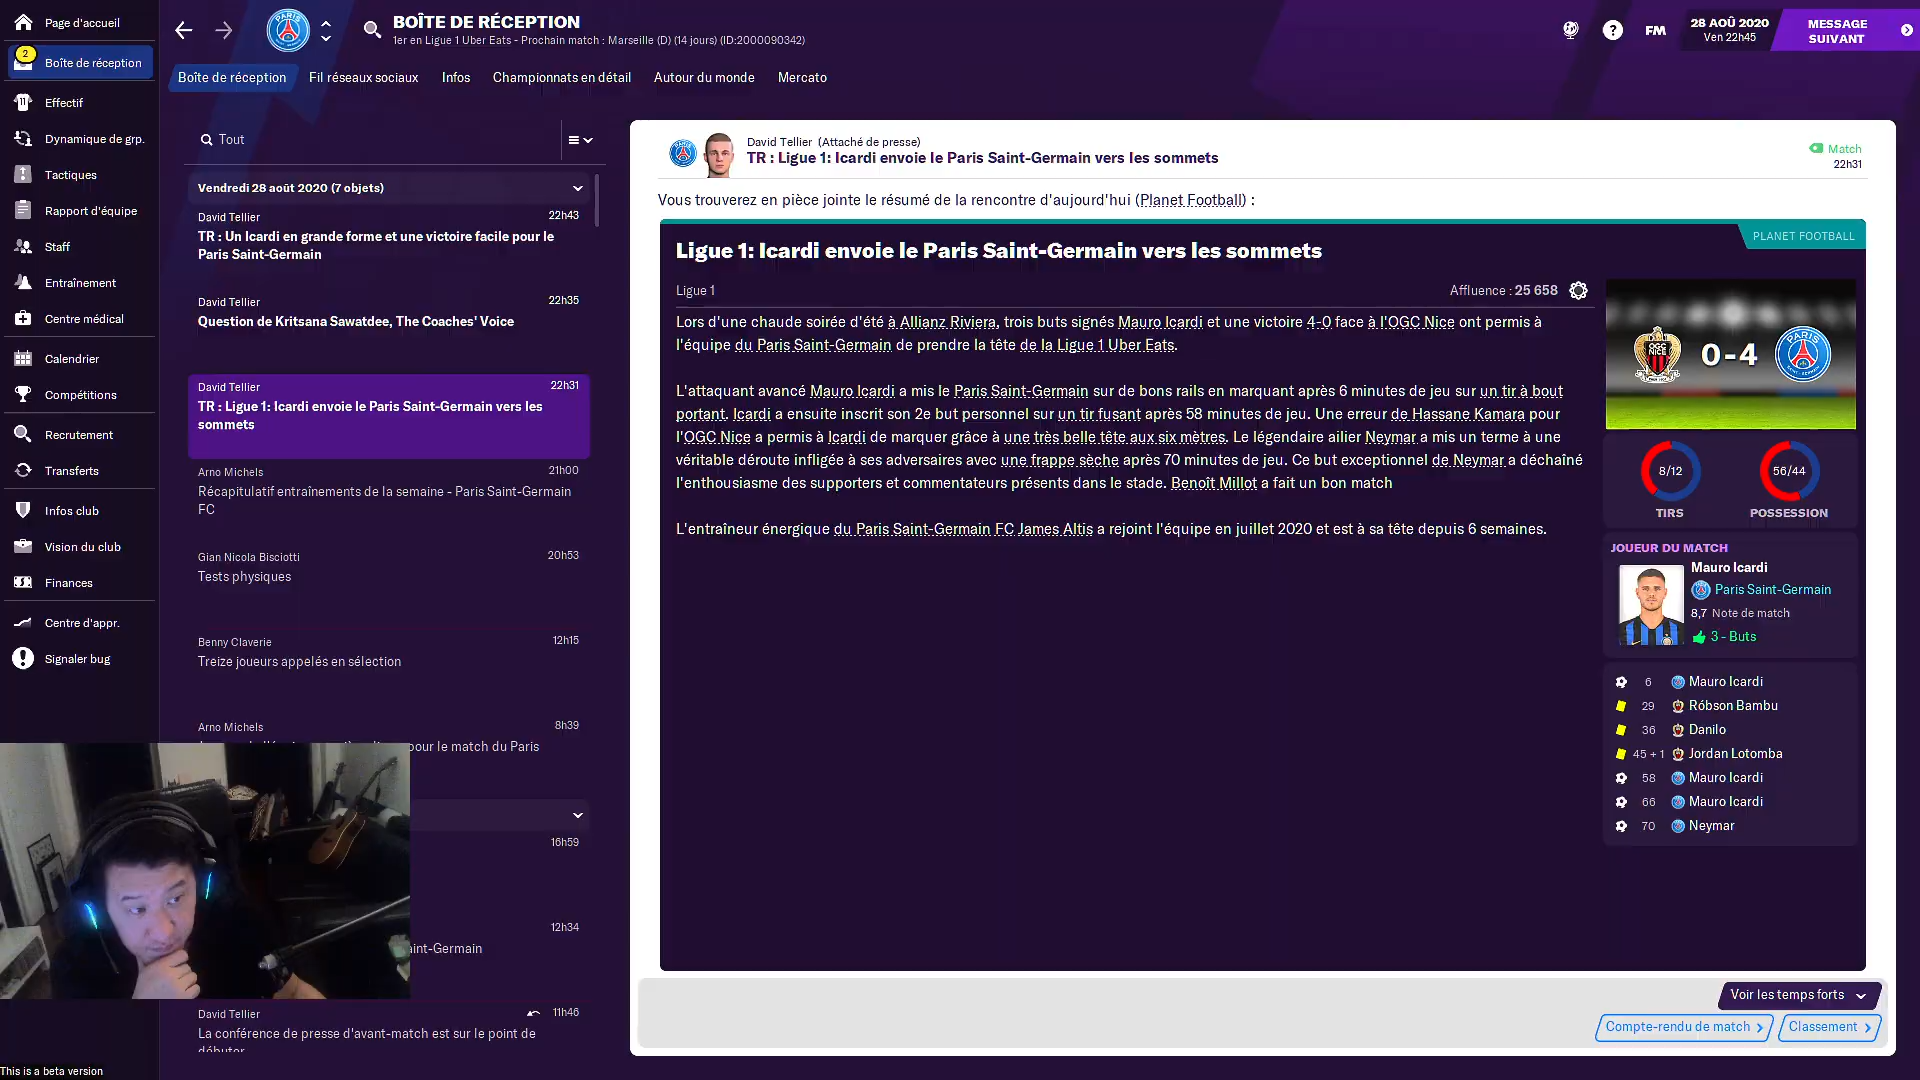 Page d'accueil
2
Boîte de réception
Effectif
Dynamique de grp.
Tactiques
Rapport d'équipe
Staff
Entraînement
Centre médical
Calendrier
Compétitions
Recrutement
Transferts
Infos club
Vision du club
Finances
Centre d'appr.
Signaler bug
This is a beta version
BOÎTE DE RÉCEPTION
1er en Ligue 1 Uber Eats - Prochain match : Marseille (D) (14 jours) (ID:2000090342)
FM
28 AOÛ 2020
Ven 22h45
MESSAGE
SUIVANT
Boîte de réception
Fil réseaux sociaux
Infos
Championnats en détail
Autour du monde
Mercato
Tout
Vendredi 28 août 2020 (7 objets)
David Tellier 22h43
TR : Un Icardi en grande forme et une victoire facile pour le
Paris Saint-Germain
David Tellier 22h35
Question de Kritsana Sawatdee, The Coaches' Voice
David Tellier 22h31
TR : Ligue 1: Icardi envoie le Paris Saint-Germain vers les
sommets
Arno Michels 21h00
Récapitulatif entraînements de la semaine - Paris Saint-Germain
FC
Gian Nicola Bisciotti 20h53
Tests physiques
Benny Claverie 12h15
Treize joueurs appelés en sélection
Arno Michels 8h39
pour le match du Paris
16h59
12h34
aint-Germain
David Tellier 11h46
La conférence de presse d'avant-match est sur le point de
débuter
David Tellier (Attaché de presse)
TR : Ligue 1: Icardi envoie le Paris Saint-Germain vers les sommets
Match
22h31
Vous trouverez en pièce jointe le résumé de la rencontre d'aujourd'hui (Planet Football) :
PLANET FOOTBALL
Ligue 1: Icardi envoie le Paris Saint-Germain vers les sommets
Ligue 1
Affluence : 25 658
Lors d'une chaude soirée d'été à Allianz Riviera, trois buts signés Mauro Icardi et une victoire 4-0 face à l'OGC Nice ont permis à
l'équipe du Paris Saint-Germain de prendre la tête de la Ligue 1 Uber Eats.
L'attaquant avancé Mauro Icardi a mis le Paris Saint-Germain sur de bons rails en marquant après 6 minutes de jeu sur un tir à bout
portant. Icardi a ensuite inscrit son 2e but personnel sur un tir fusant après 58 minutes de jeu. Une erreur de Hassane Kamara pour
l'OGC Nice a permis à Icardi de marquer grâce à une très belle tête aux six mètres. Le légendaire ailier Neymar a mis un terme à une
véritable déroute infligée à ses adversaires avec une frappe sèche après 70 minutes de jeu. Ce but exceptionnel de Neymar a déchaîné
l'enthousiasme des supporters et commentateurs présents dans le stade. Benoît Millot a fait un bon match
L'entraîneur énergique du Paris Saint-Germain FC James Altis a rejoint l'équipe en juillet 2020 et est à sa tête depuis 6 semaines.
OGC NICE
0-4
PARIS
8/12
56/44
TIRS
POSSESSION
JOUEUR DU MATCH
Mauro Icardi
Paris Saint-Germain
8,7 Note de match
3 - Buts
6 Mauro Icardi
29 Róbson Bambu
36 Danilo
45 + 1 Jordan Lotomba
58 Mauro Icardi
66 Mauro Icardi
70 Neymar
Voir les temps forts
Compte-rendu de match
Classement